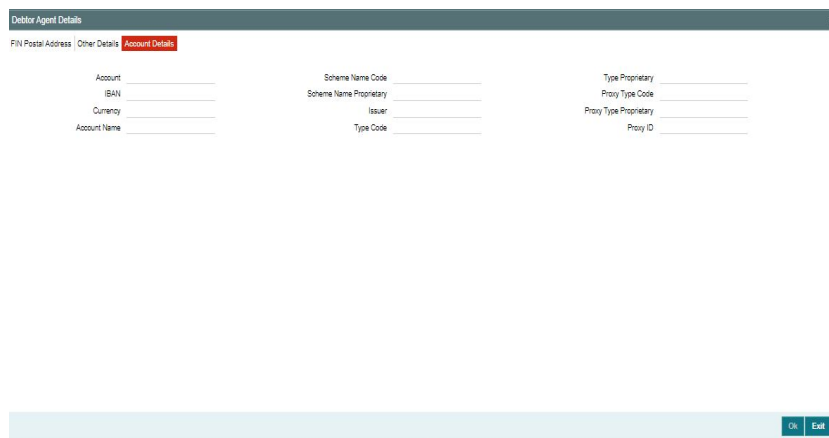 Debtor Agent Details
FIN Postal Address Other Details Account Details
Account Scheme Name Code Type Proprietary
IBAN Scheme Name Proprietary Proxy Type Code
Currency Issuer Proxy Type Proprietary
Account Name Type Code Proxy ID
Ok Exit